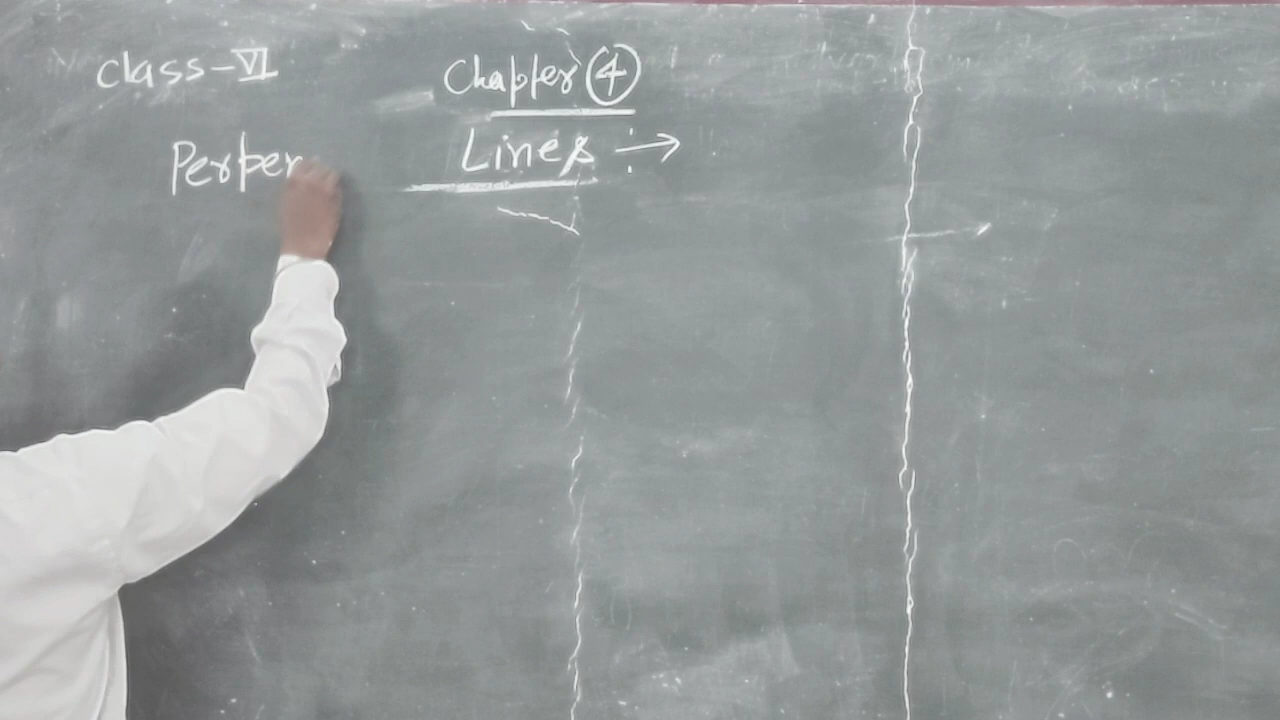 Class-VI
Chapter 4
Lines :→
Perper